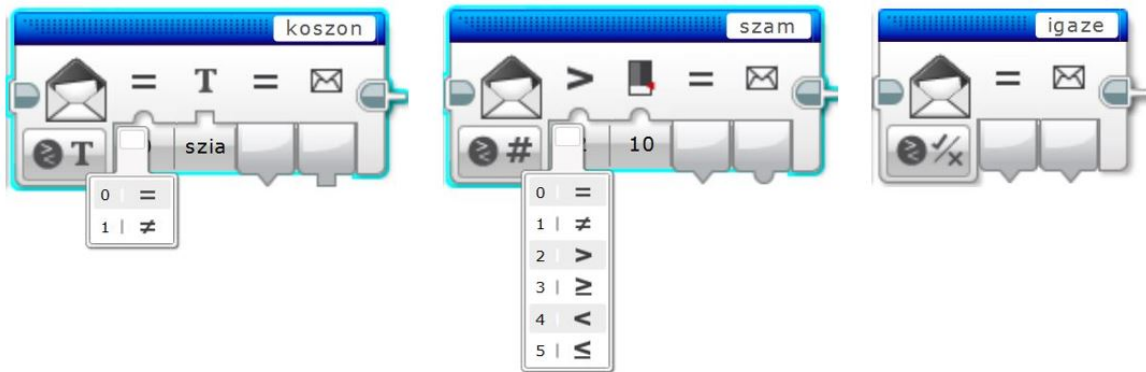 koszon
= T =
T szia
0 =
1 ≠
szam
> =
# 10
0 =
1 ≠
2 >
3 ≥
4 <
5 ≤
igaze
=